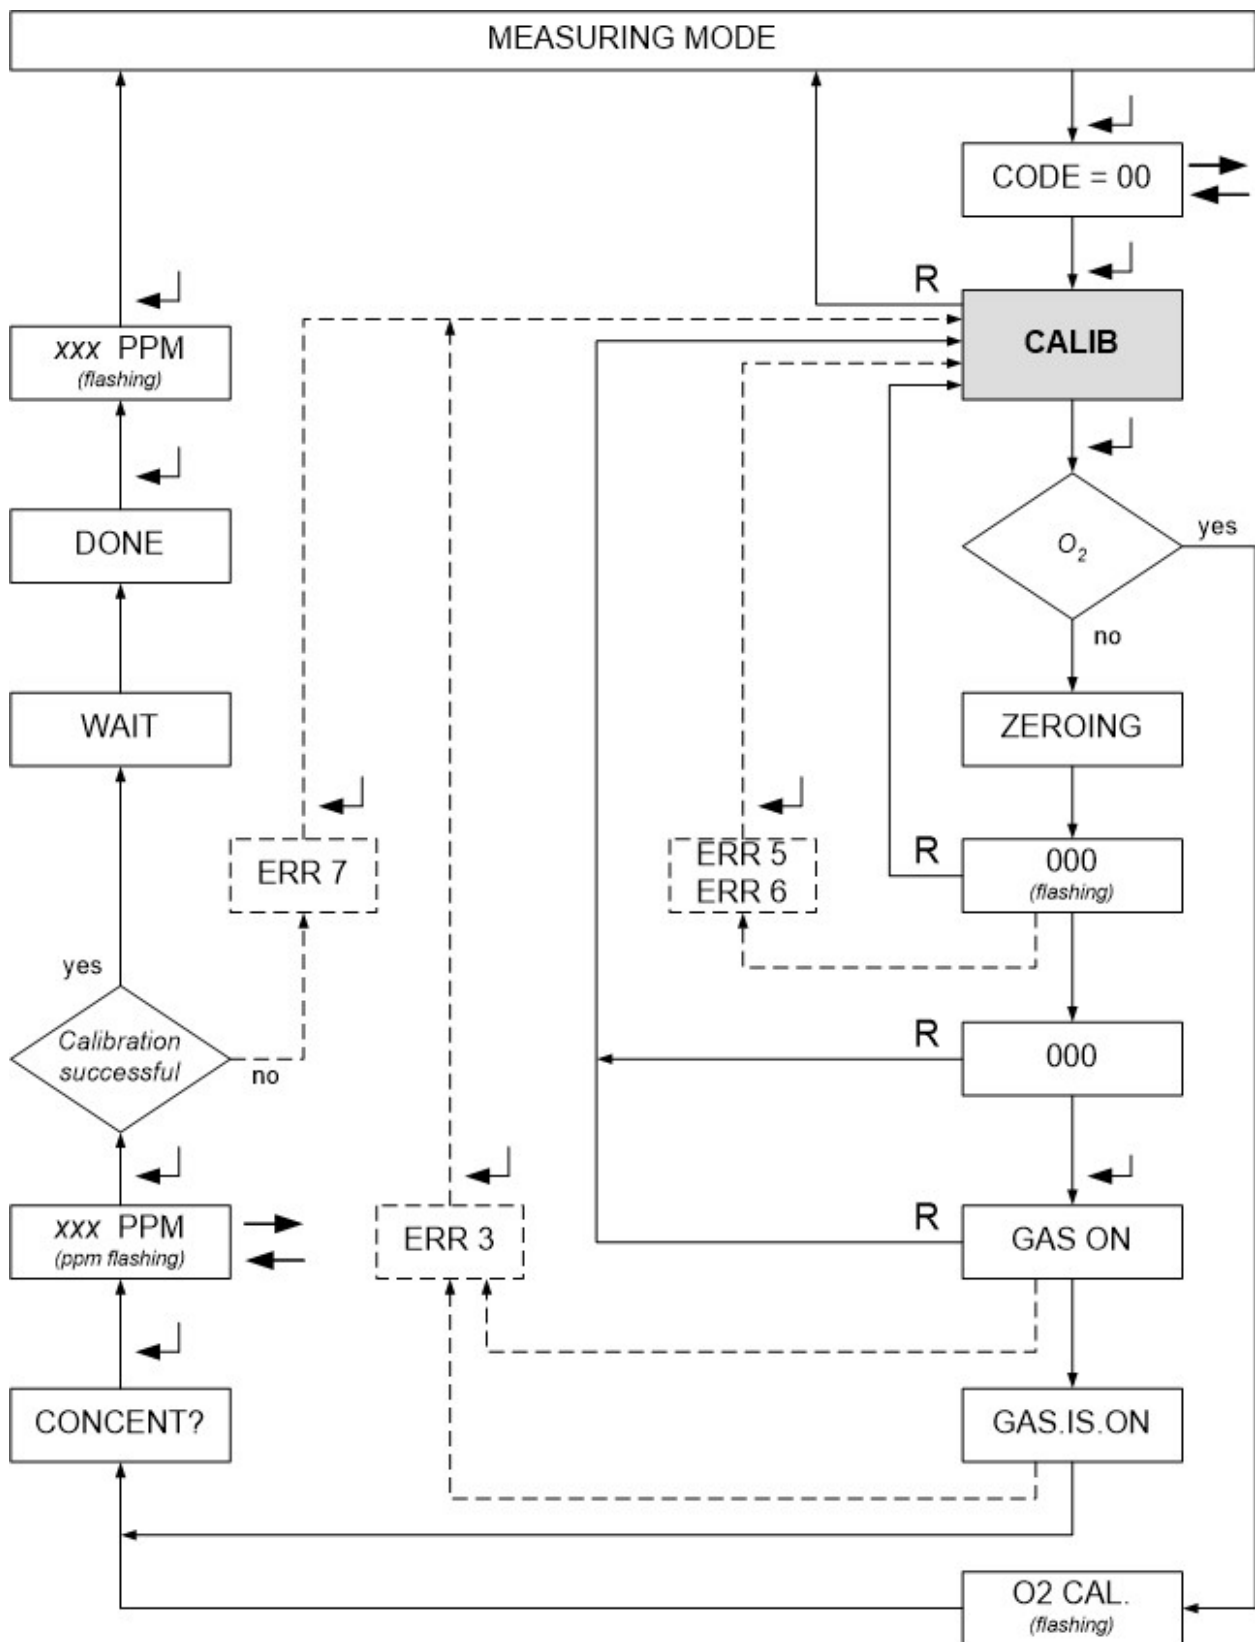 MEASURING MODE
CODE = 00
R
CALIB
xxx PPM
(flashing)
DONE
O2
yes
no
WAIT
ZEROING
ERR 7
ERR 5
ERR 6
R
000
(flashing)
yes
Calibration
successful
no
R
000
xxx PPM
(ppm flashing)
ERR 3
R
GAS ON
CONCENT?
GAS.IS.ON
O2 CAL.
(flashing)